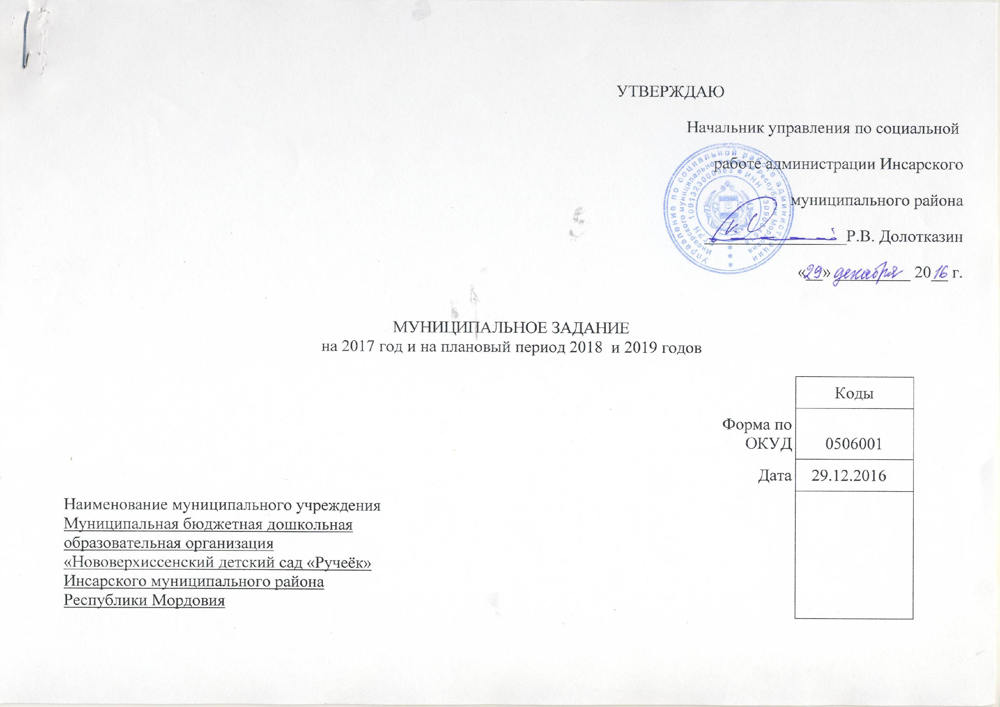 УТВЕРЖДАЮ
Начальник управления по социальной
работе администрации Инсарского
муниципального района
Р.В. Долотказин
«29» декабря 2016 г.
Управление по социальной работе администрации
Инсарского муниципального района Республики Мордовия
ОГРН 1091323000383 * ИНН
* * *
МУНИЦИПАЛЬНОЕ ЗАДАНИЕ
на 2017 год и на плановый период 2018 и 2019 годов
Коды
Форма по
ОКУД 0506001
Дата 29.12.2016
Наименование муниципального учреждения
Муниципальная бюджетная дошкольная
образовательная организация
«Нововерхиссенский детский сад «Ручеёк»
Инсарского муниципального района
Республики Мордовия